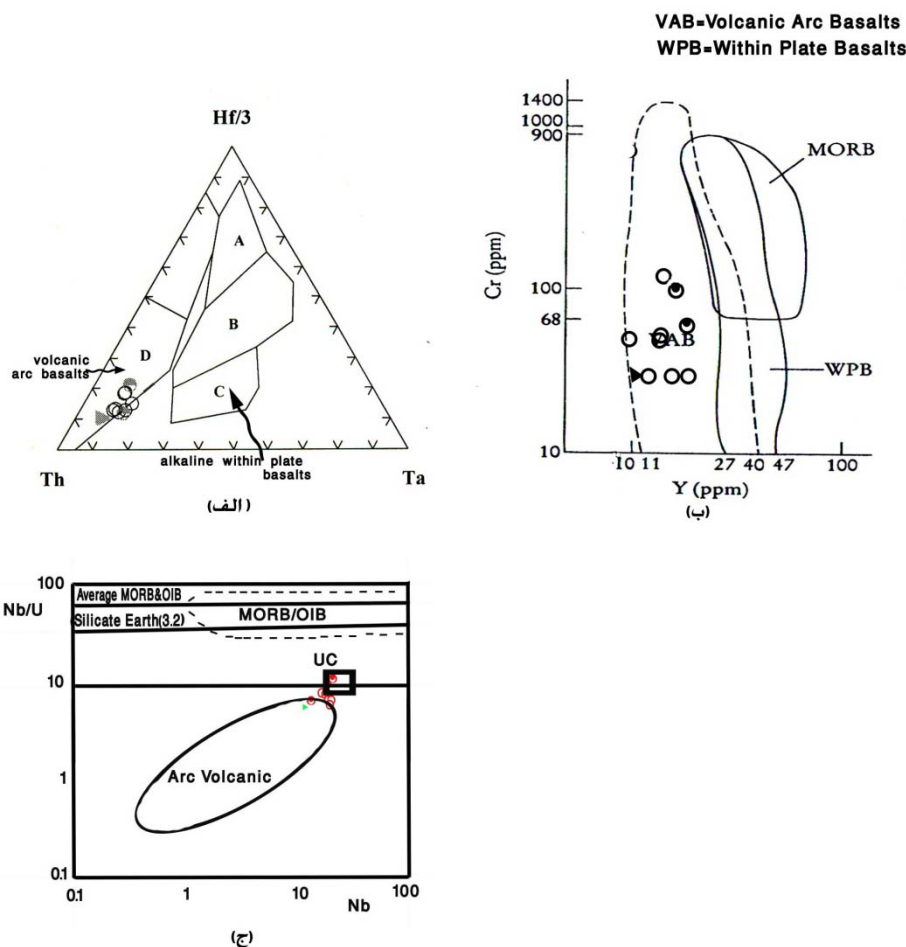 VAB=Volcanic Arc Basalts
WPB=Within Plate Basalts
Hf/3
A
B
C
D
volcanic
arc basalts
Th
Ta
alkaline within plate
basalts
(الف)
1400
1000
900
100
68
10
Cr (ppm)
MORB
VAB
WPB
10 11 27 40 47 100
Y (ppm)
(ب)
100
Nb/U
Average MORB&OIB
Silicate Earth(3.2)
MORB/OIB
UC
10
1
Arc Volcanic
0.1
0.1 1 10 100
Nb
(ج)